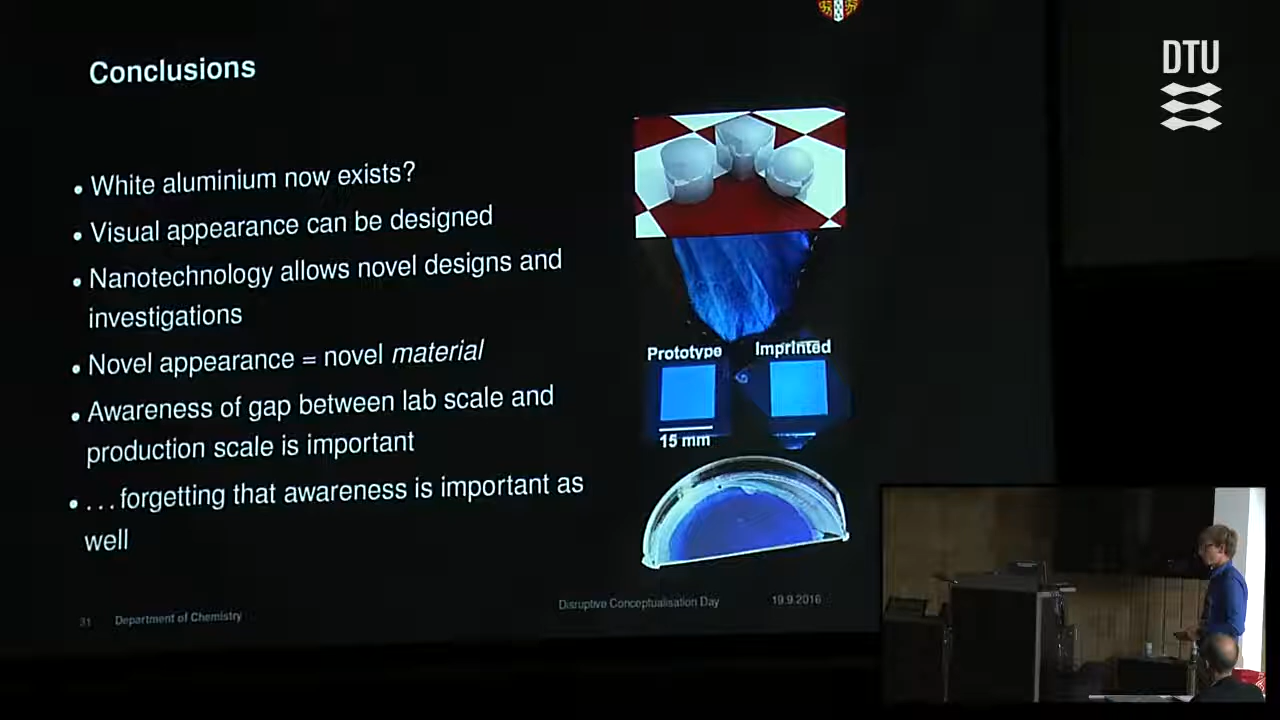 DTU
Conclusions
• White aluminium now exists?
• Visual appearance can be designed
• Nanotechnology allows novel designs and
investigations
• Novel appearance = novel material
• Awareness of gap between lab scale and
production scale is important
• ...forgetting that awareness is important as
well
Prototype
Imprinted
15 mm
31
Department of Chemistry
Disruptive Conceptualisation Day
19.9.2016